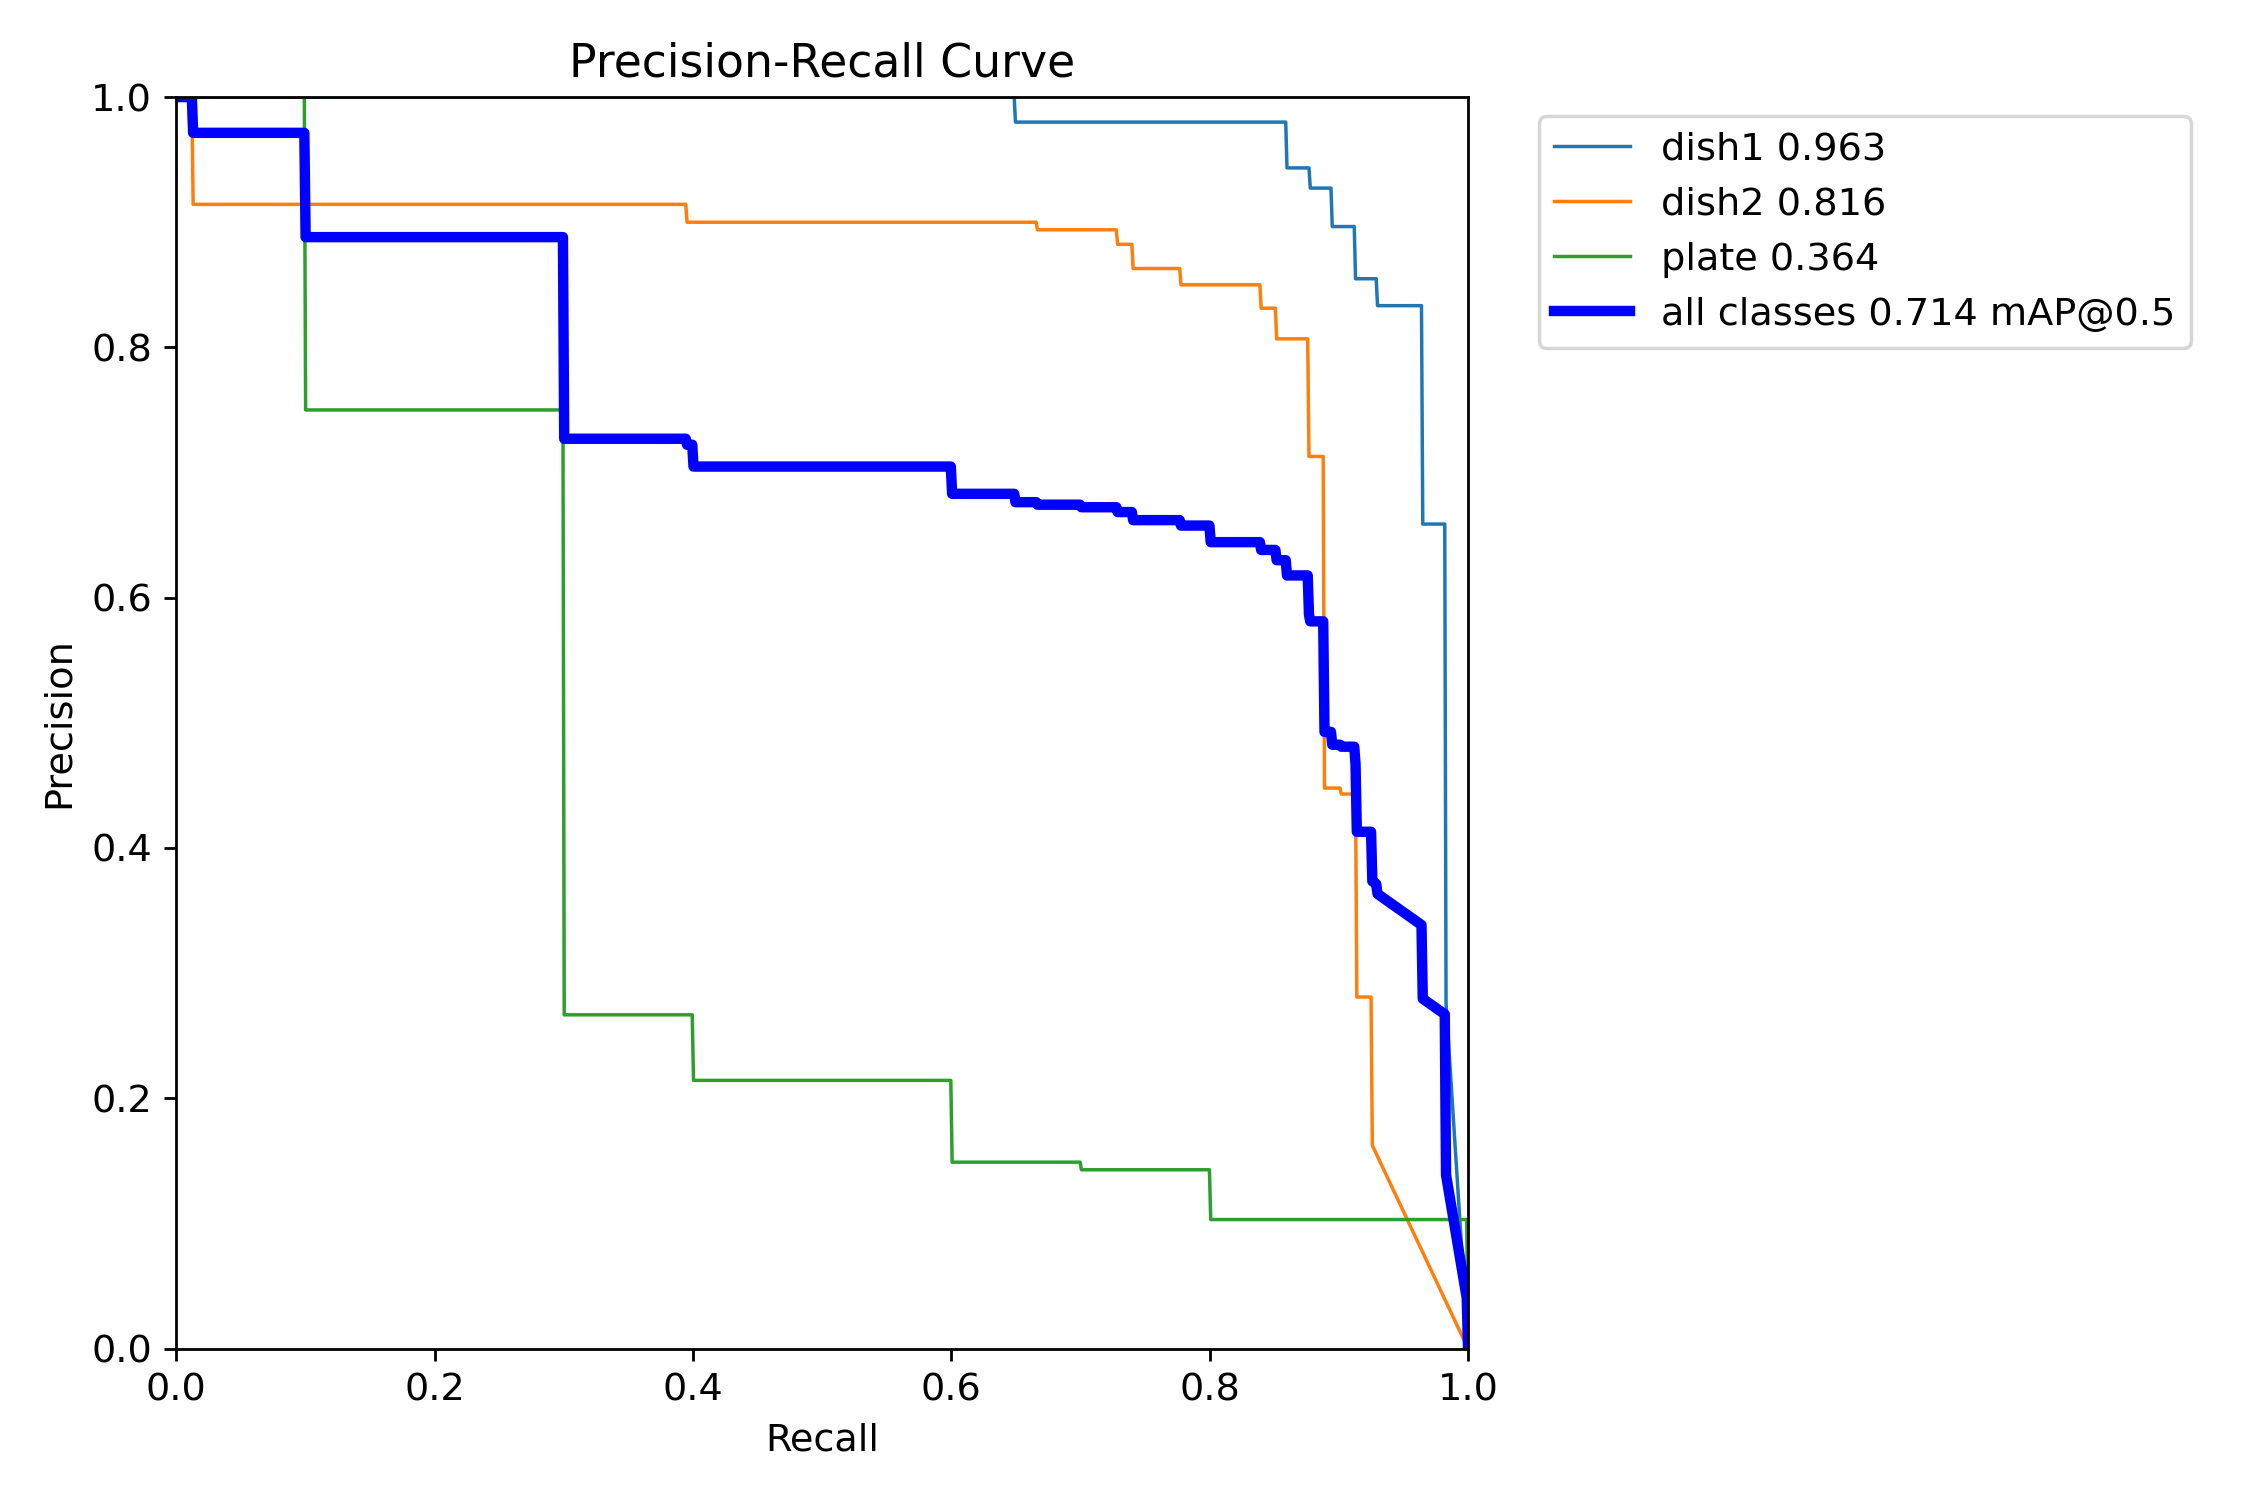 Precision-Recall Curve
1.0
0.8
0.6
0.4
0.2
0.0
Precision
0.0 0.2 0.4 0.6 0.8 1.0
Recall
dish1 0.963
dish2 0.816
plate 0.364
all classes 0.714 mAP@0.5